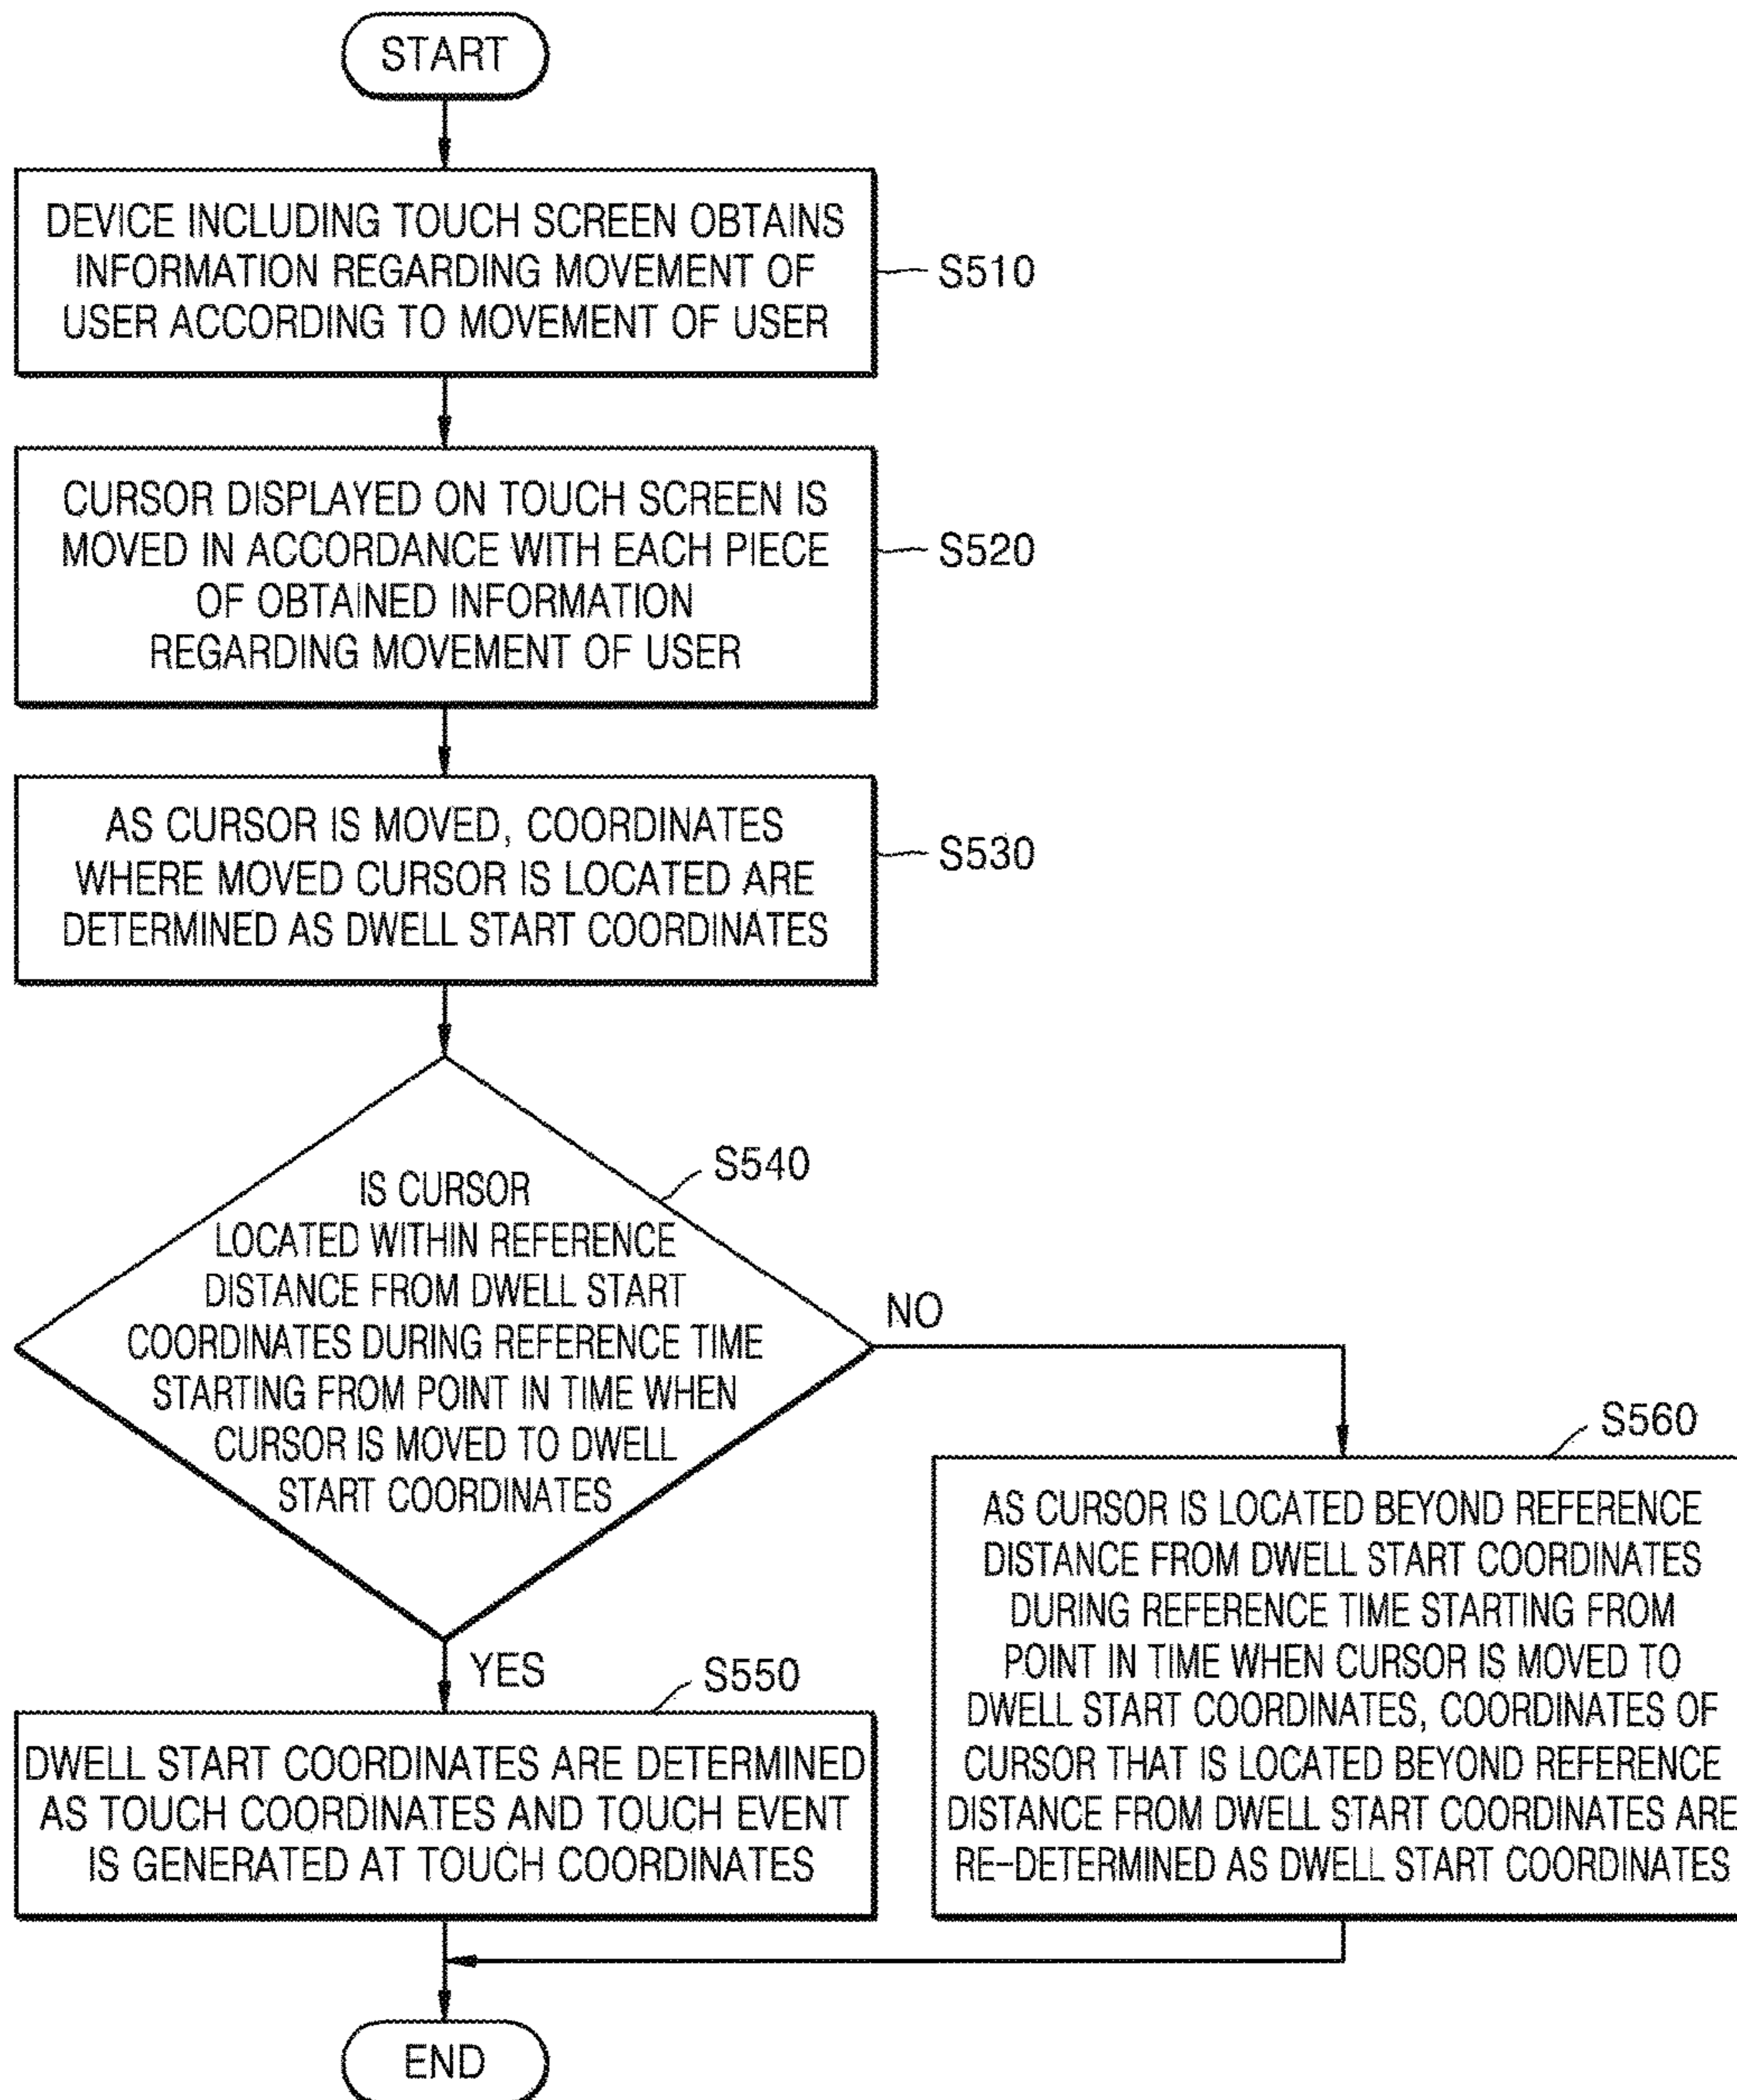 START
DEVICE INCLUDING TOUCH SCREEN OBTAINS
INFORMATION REGARDING MOVEMENT OF
USER ACCORDING TO MOVEMENT OF USER
S510
CURSOR DISPLAYED ON TOUCH SCREEN IS
MOVED IN ACCORDANCE WITH EACH PIECE
OF OBTAINED INFORMATION
REGARDING MOVEMENT OF USER
S520
AS CURSOR IS MOVED, COORDINATES
WHERE MOVED CURSOR IS LOCATED ARE
DETERMINED AS DWELL START COORDINATES
S530
S540
IS CURSOR
LOCATED WITHIN REFERENCE
DISTANCE FROM DWELL START
COORDINATES DURING REFERENCE TIME
STARTING FROM POINT IN TIME WHEN
CURSOR IS MOVED TO DWELL
START COORDINATES
NO
YES
S550
DWELL START COORDINATES ARE DETERMINED
AS TOUCH COORDINATES AND TOUCH EVENT
IS GENERATED AT TOUCH COORDINATES
S560
AS CURSOR IS LOCATED BEYOND REFERENCE
DISTANCE FROM DWELL START COORDINATES
DURING REFERENCE TIME STARTING FROM
POINT IN TIME WHEN CURSOR IS MOVED TO
DWELL START COORDINATES, COORDINATES OF
CURSOR THAT IS LOCATED BEYOND REFERENCE
DISTANCE FROM DWELL START COORDINATES ARE
RE-DETERMINED AS DWELL START COORDINATES
END